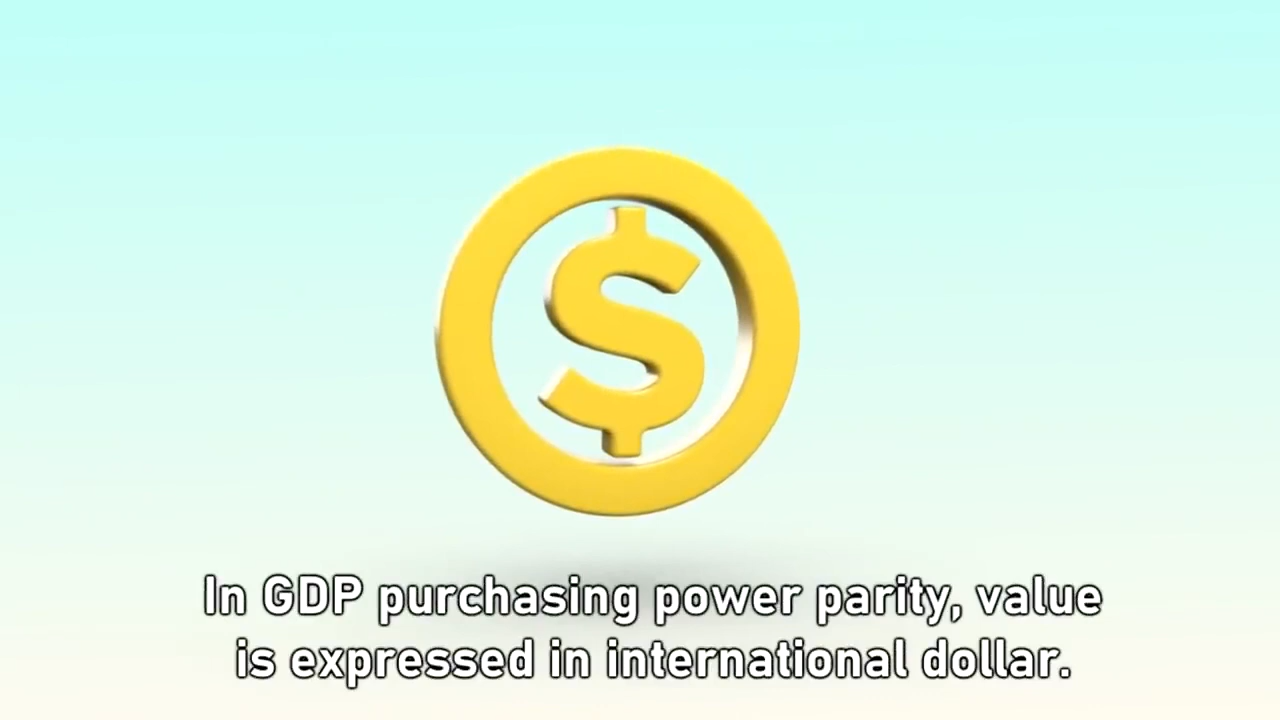 $
In GDP purchasing power parity, value
is expressed in international dollar.